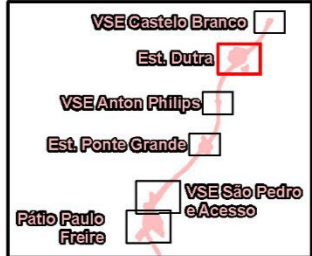 VSE Castelo Branco
Est. Dutra
VSE Anton Philips
Est. Ponte Grande
VSE São Pedro
e Acesso
Pátio Paulo
Freire